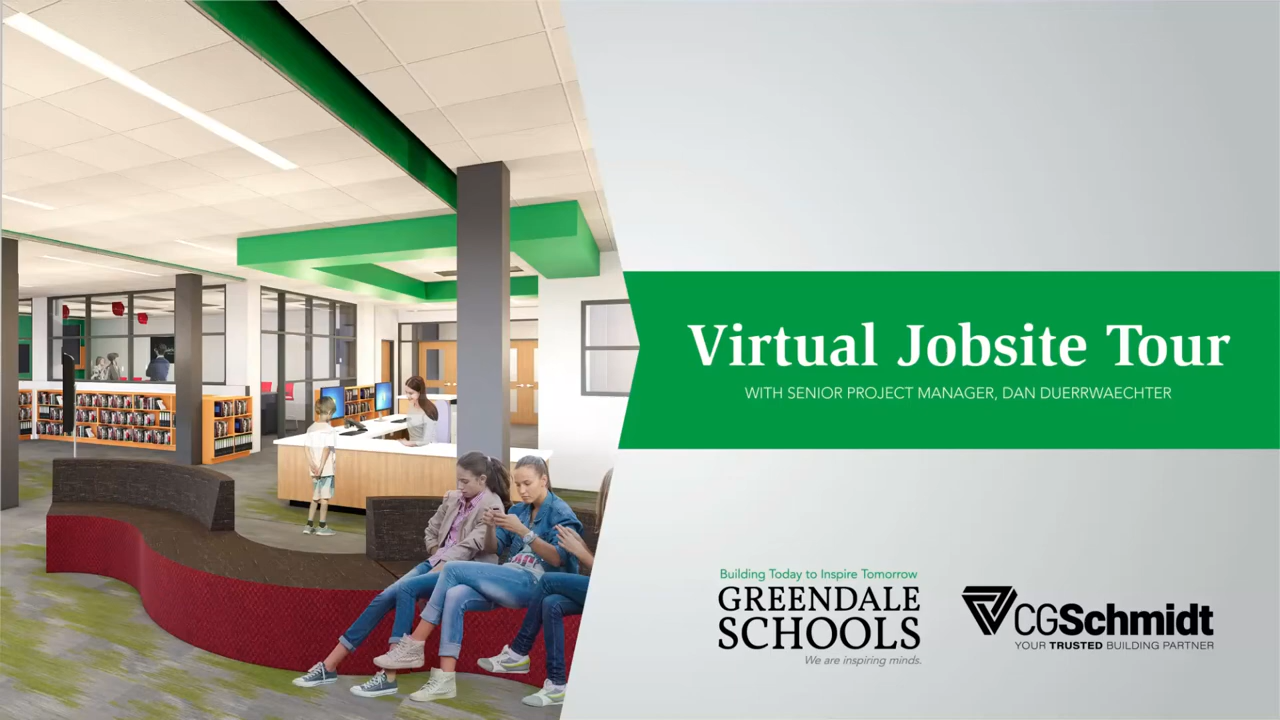 Virtual Jobsite Tour
WITH SENIOR PROJECT MANAGER, DAN DUERRWAECHTER
Building Today to Inspire Tomorrow
GREENDALE
SCHOOLS
We are inspiring minds.
CGSchmidt
YOUR TRUSTED BUILDING PARTNER